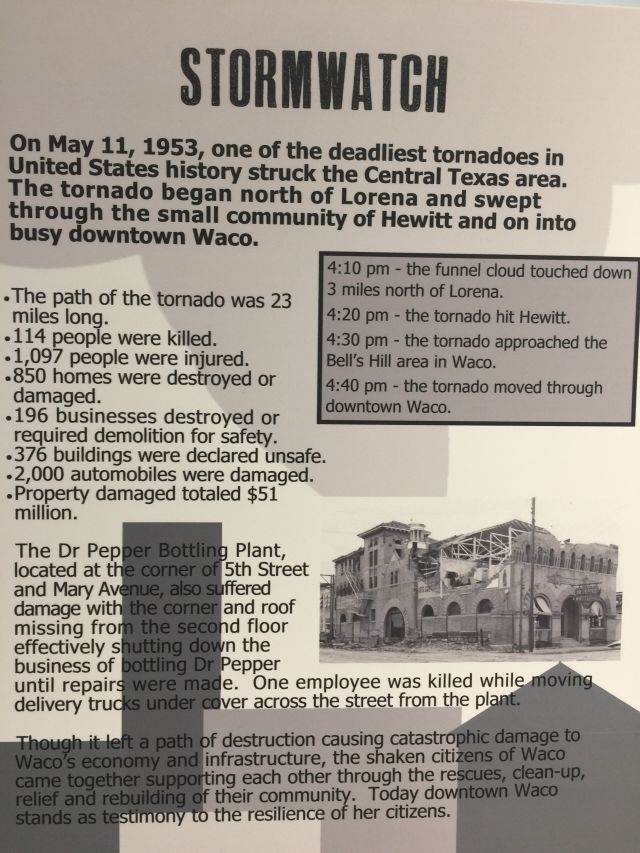 STORMWATCH
On May 11, 1953, one of the deadliest tornadoes in
United States history struck the Central Texas area.
The tornado began north of Lorena and swept
through the small community of Hewitt and on into
busy downtown Waco.
4:10 pm - the funnel cloud touched down
3 miles north of Lorena.
4:20 pm - the tornado hit Hewitt.
4:30 pm - the tornado approached the
Bell's Hill area in Waco.
4:40 pm - the tornado moved through
downtown Waco.
•The path of the tornado was 23
miles long.
•114 people were killed.
•1,097 people were injured.
•850 homes were destroyed or
damaged.
•196 businesses destroyed or
required demolition for safety.
•376 buildings were declared unsafe.
•2,000 automobiles were damaged.
•Property damaged totaled $51
million.
The Dr Pepper Bottling Plant,
located at the corner of 5th Street
and Mary Avenue, also suffered
damage with the corner and roof
missing from the second floor
effectively shutting down the
business of bottling Dr Pepper
until repairs were made. One employee was killed while moving
delivery trucks under cover across the street from the plant.
Though it left a path of destruction causing catastrophic damage to
Waco's economy and infrastructure, the shaken citizens of Waco
came together supporting each other through the rescues, clean-up,
relief and rebuilding of their community. Today downtown Waco
stands as testimony to the resilience of her citizens.